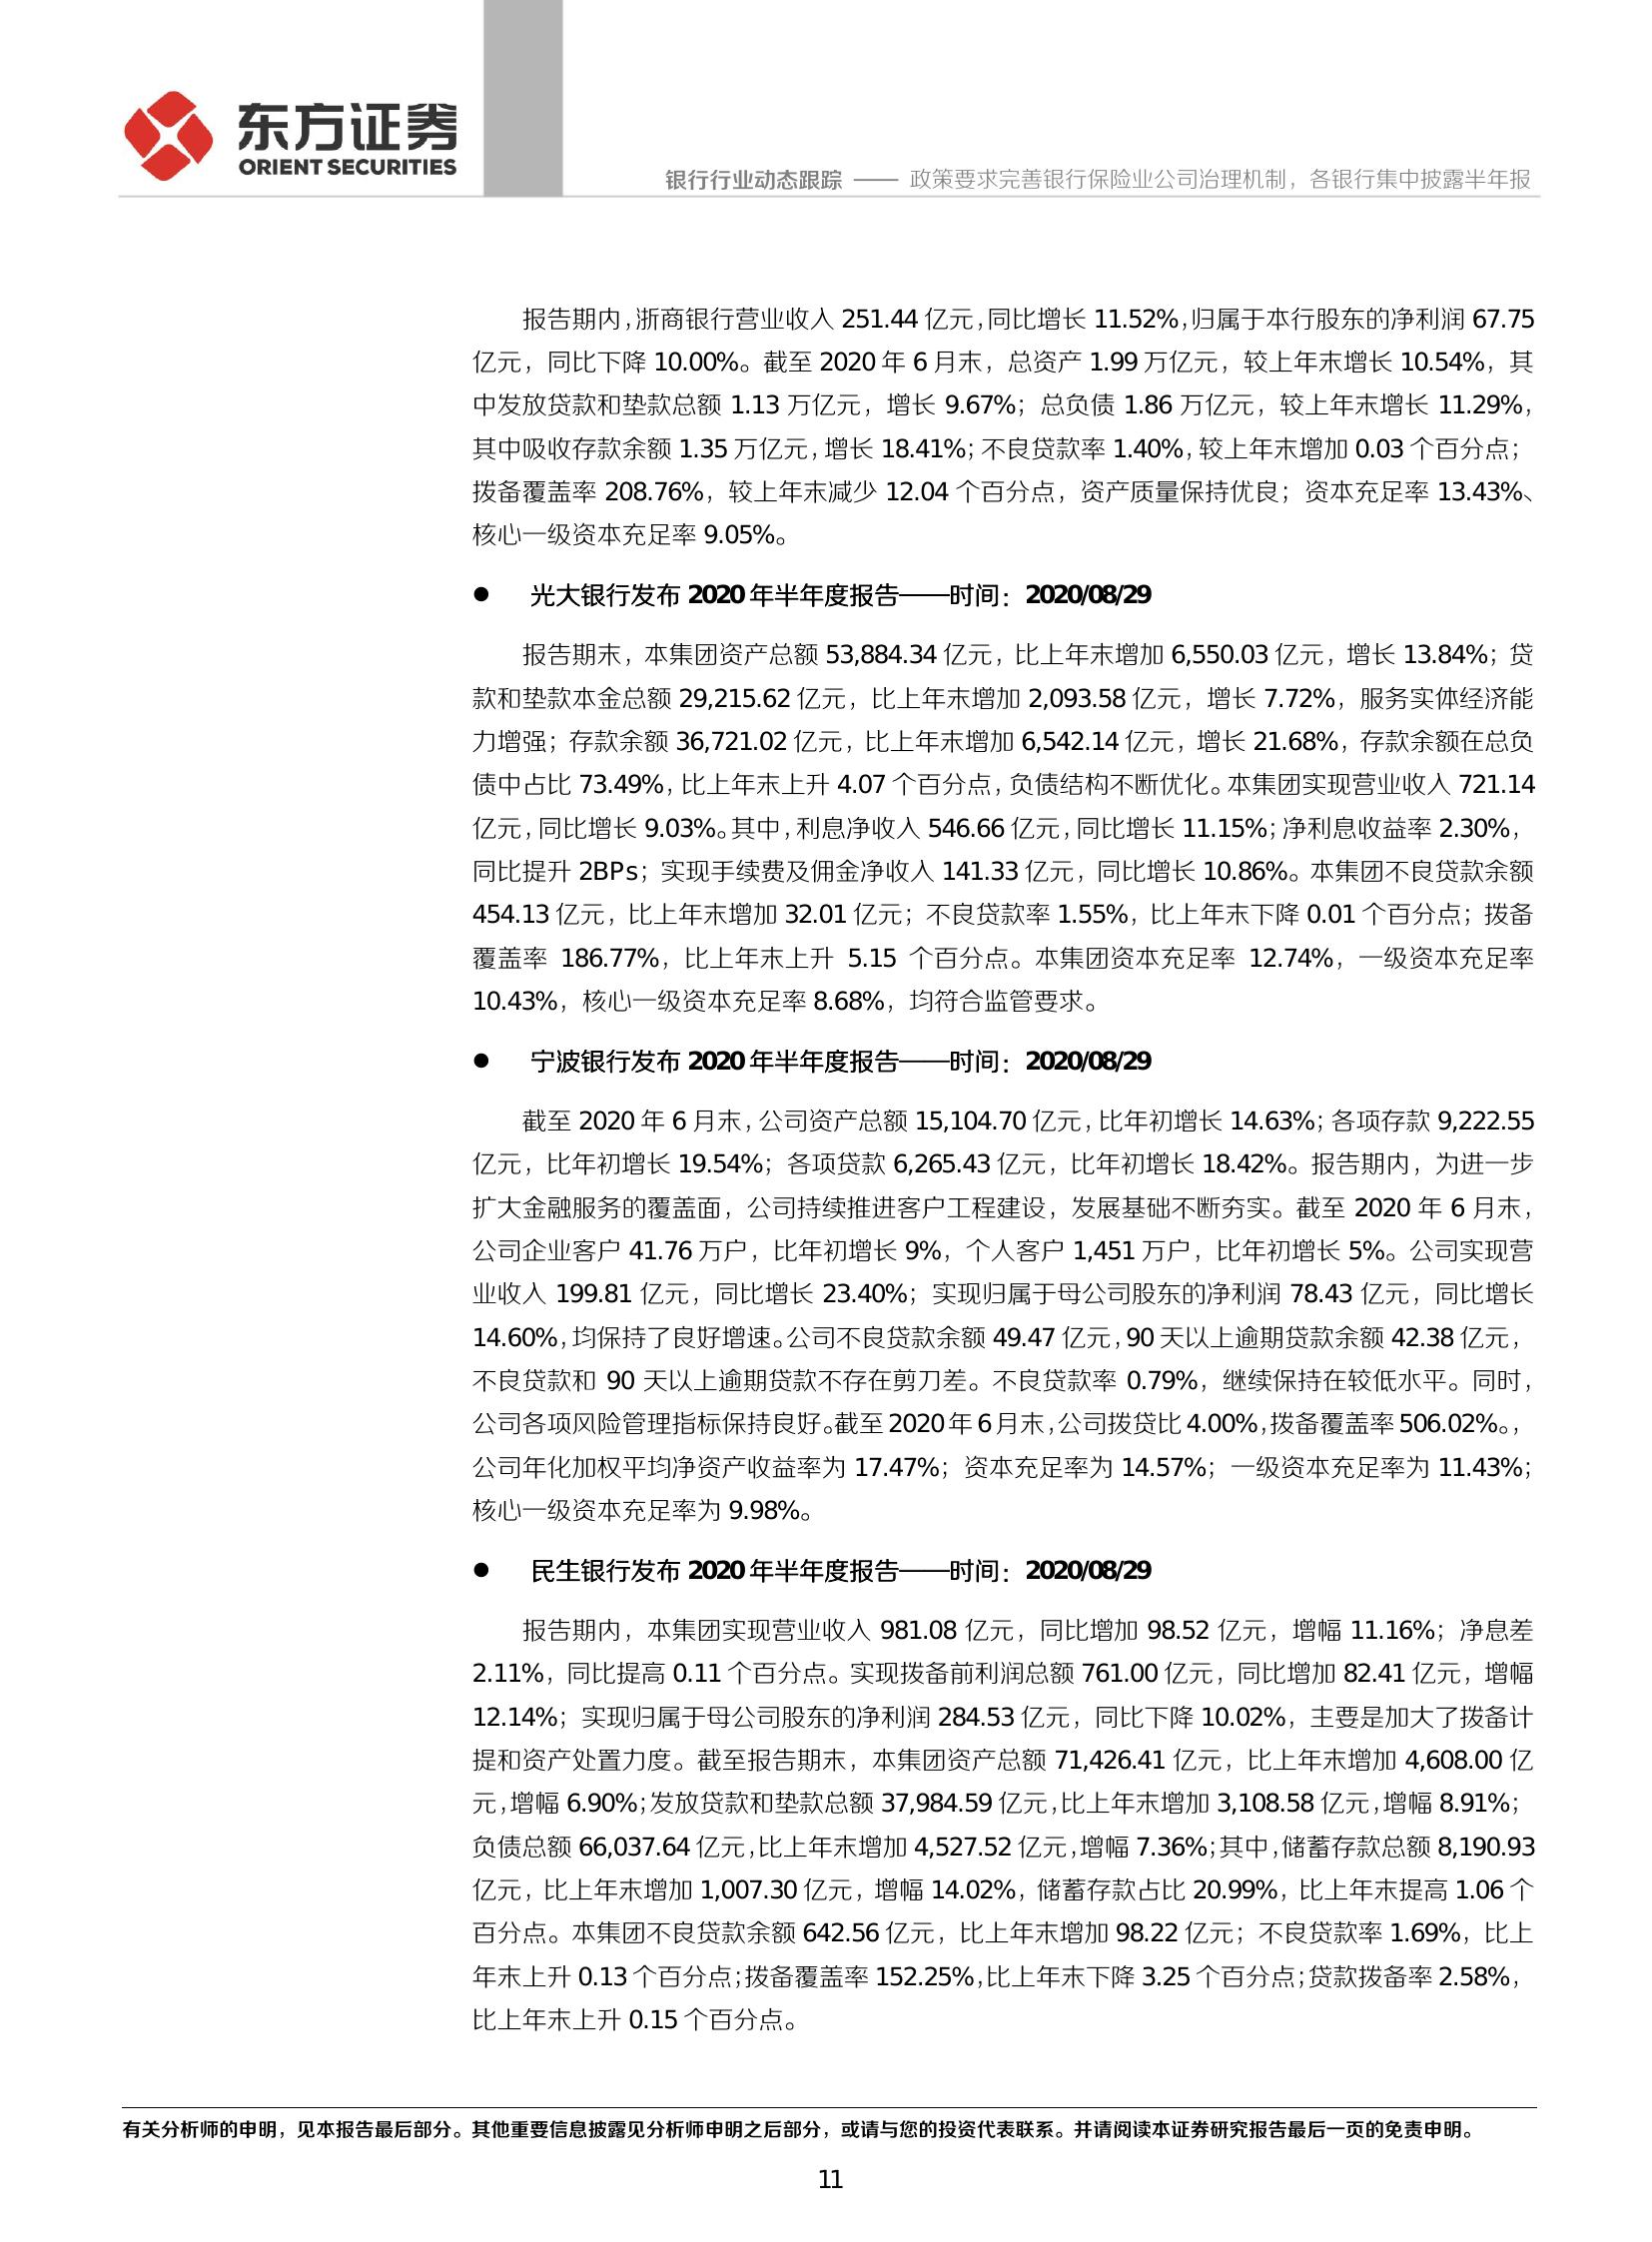 东方证券
ORIENT SECURITIES
银行行业动态跟踪 —— 政策要求完善银行保险业公司治理机制，各银行集中披露半年报
报告期内，浙商银行营业收入 251.44 亿元，同比增长 11.52%，归属于本行股东的净利润 67.75
亿元，同比下降 10.00%。截至 2020 年 6 月末，总资产 1.99 万亿元，较上年末增长 10.54%，其
中发放贷款和垫款总额 1.13 万亿元，增长 9.67%；总负债 1.86 万亿元，较上年末增长 11.29%，
其中吸收存款余额 1.35 万亿元，增长 18.41%；不良贷款率 1.40%，较上年末增加 0.03 个百分点；
拨备覆盖率 208.76%，较上年末减少 12.04 个百分点，资产质量保持优良；资本充足率 13.43%、
核心一级资本充足率 9.05%。
● 光大银行发布 2020 年半年度报告——时间：2020/08/29
报告期末，本集团资产总额 53,884.34 亿元，比上年末增加 6,550.03 亿元，增长 13.84%；贷
款和垫款本金总额 29,215.62 亿元，比上年末增加 2,093.58 亿元，增长 7.72%，服务实体经济能
力增强；存款余额 36,721.02 亿元，比上年末增加 6,542.14 亿元，增长 21.68%，存款余额在总负
债中占比 73.49%，比上年末上升 4.07 个百分点，负债结构不断优化。本集团实现营业收入 721.14
亿元，同比增长 9.03%。其中，利息净收入 546.66 亿元，同比增长 11.15%；净利息收益率 2.30%，
同比提升 2BPs；实现手续费及佣金净收入 141.33 亿元，同比增长 10.86%。本集团不良贷款余额
454.13 亿元，比上年末增加 32.01 亿元；不良贷款率 1.55%，比上年末下降 0.01 个百分点；拨备
覆盖率 186.77%，比上年末上升 5.15 个百分点。本集团资本充足率 12.74%，一级资本充足率
10.43%，核心一级资本充足率 8.68%，均符合监管要求。
● 宁波银行发布 2020 年半年度报告——时间：2020/08/29
截至 2020 年 6 月末，公司资产总额 15,104.70 亿元，比年初增长 14.63%；各项存款 9,222.55
亿元，比年初增长 19.54%；各项贷款 6,265.43 亿元，比年初增长 18.42%。报告期内，为进一步
扩大金融服务的覆盖面，公司持续推进客户工程建设，发展基础不断夯实。截至 2020 年 6 月末，
公司企业客户 41.76 万户，比年初增长 9%，个人客户 1,451 万户，比年初增长 5%。公司实现营
业收入 199.81 亿元，同比增长 23.40%；实现归属于母公司股东的净利润 78.43 亿元，同比增长
14.60%，均保持了良好增速。公司不良贷款余额 49.47 亿元，90 天以上逾期贷款余额 42.38 亿元，
不良贷款和 90 天以上逾期贷款不存在剪刀差。不良贷款率 0.79%，继续保持在较低水平。同时，
公司各项风险管理指标保持良好。截至 2020 年 6 月末，公司拨贷比 4.00%，拨备覆盖率 506.02%。，
公司年化加权平均净资产收益率为 17.47%；资本充足率为 14.57%；一级资本充足率为 11.43%；
核心一级资本充足率为 9.98%。
● 民生银行发布 2020 年半年度报告——时间：2020/08/29
报告期内，本集团实现营业收入 981.08 亿元，同比增加 98.52 亿元，增幅 11.16%；净息差
2.11%，同比提高 0.11 个百分点。实现拨备前利润总额 761.00 亿元，同比增加 82.41 亿元，增幅
12.14%；实现归属于母公司股东的净利润 284.53 亿元，同比下降 10.02%，主要是加大了拨备计
提和资产处置力度。截至报告期末，本集团资产总额 71,426.41 亿元，比上年末增加 4,608.00 亿
元，增幅 6.90%；发放贷款和垫款总额 37,984.59 亿元，比上年末增加 3,108.58 亿元，增幅 8.91%；
负债总额 66,037.64 亿元，比上年末增加 4,527.52 亿元，增幅 7.36%；其中，储蓄存款总额 8,190.93
亿元，比上年末增加 1,007.30 亿元，增幅 14.02%，储蓄存款占比 20.99%，比上年末提高 1.06 个
百分点。本集团不良贷款余额 642.56 亿元，比上年末增加 98.22 亿元；不良贷款率 1.69%，比上
年末上升 0.13 个百分点；拨备覆盖率 152.25%，比上年末下降 3.25 个百分点；贷款拨备率 2.58%，
比上年末上升 0.15 个百分点。
有关分析师的申明，见本报告最后部分。其他重要信息披露见分析师申明之后部分，或请与您的投资代表联系。并请阅读本证券研究报告最后一页的免责申明。
11